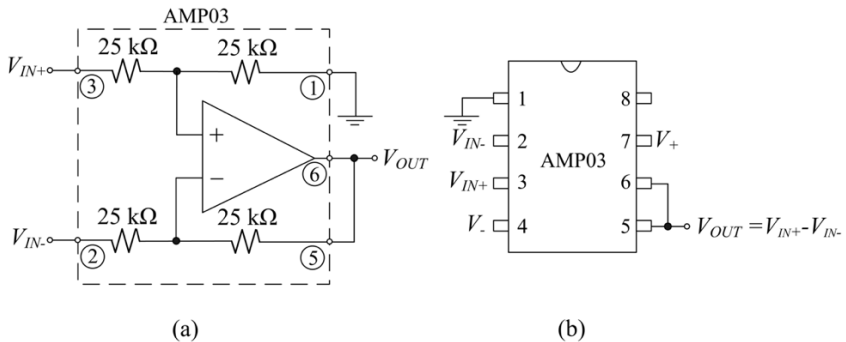 AMP03
25 kΩ 25 kΩ
V_IN+ ③ ①
+
− ⑥ V_OUT
25 kΩ 25 kΩ
V_IN- ② ⑤
(a)
1 8
V_IN- 2 7 V_+
AMP03
V_IN+ 3 6
V_- 4 5 V_OUT =V_IN+-V_IN-
(b)